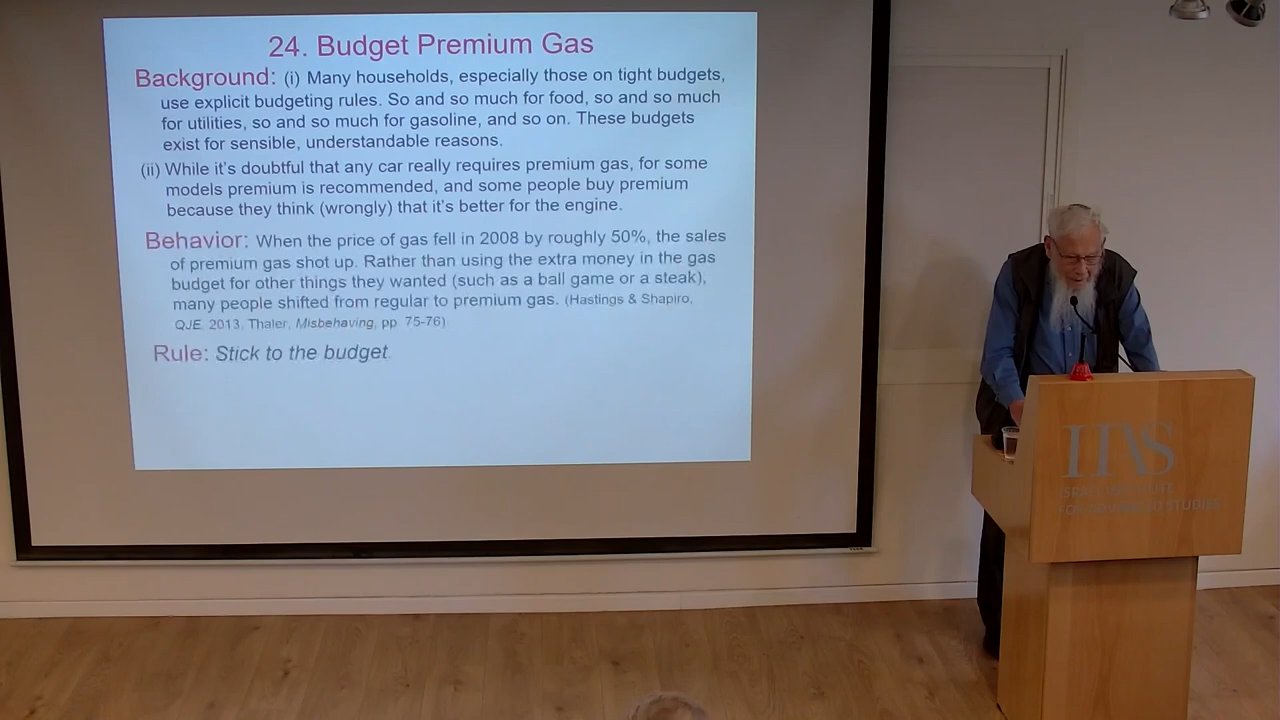 24. Budget Premium Gas
Background: (i) Many households, especially those on tight budgets,
use explicit budgeting rules. So and so much for food, so and so much
for utilities, so and so much for gasoline, and so on. These budgets
exist for sensible, understandable reasons.
(ii) While it's doubtful that any car really requires premium gas, for some
models premium is recommended, and some people buy premium
because they think (wrongly) that it's better for the engine.
Behavior: When the price of gas fell in 2008 by roughly 50%, the sales
of premium gas shot up. Rather than using the extra money in the gas
budget for other things they wanted (such as a ball game or a steak),
many people shifted from regular to premium gas. (Hastings & Shapiro,
QJE, 2013, Thaler, Misbehaving, pp. 75-76)
Rule: Stick to the budget
IIAS
ISRAEL INSTITUTE
FOR ADVANCED STUDIES